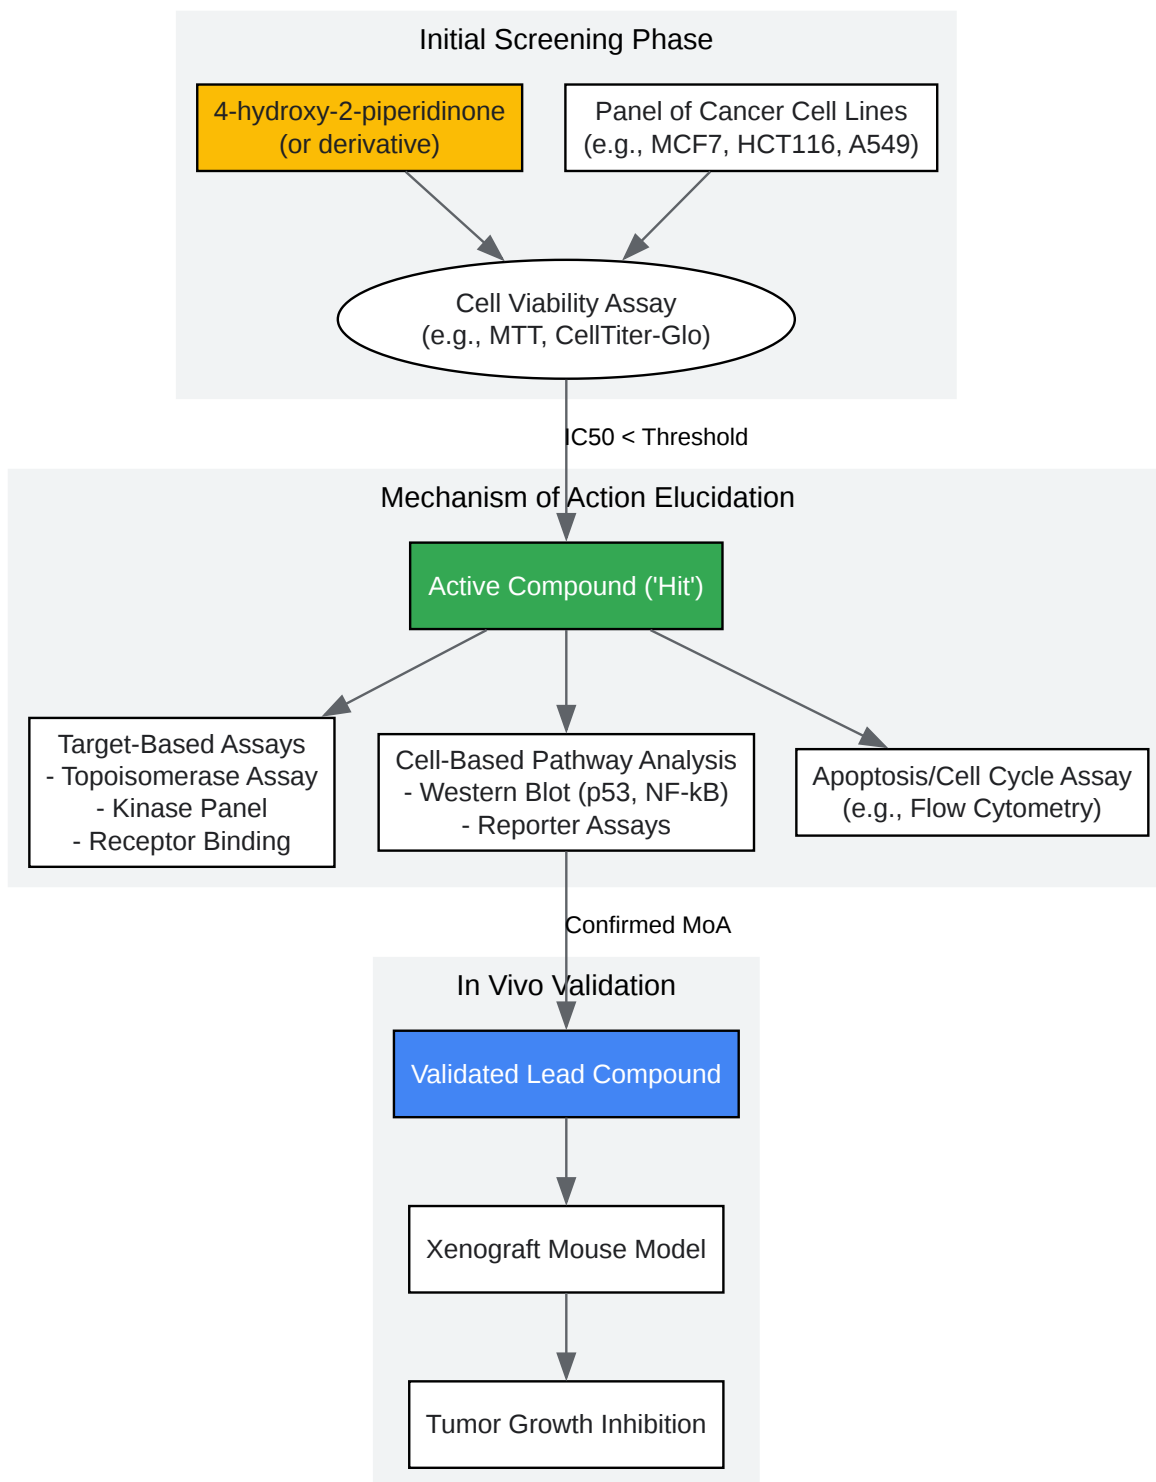 Initial Screening Phase
4-hydroxy-2-piperidinone
(or derivative)
Panel of Cancer Cell Lines
(e.g., MCF7, HCT116, A549)
Cell Viability Assay
(e.g., MTT, CellTiter-Glo)
IC50 < Threshold
Mechanism of Action Elucidation
Active Compound ('Hit')
Target-Based Assays
- Topoisomerase Assay
- Kinase Panel
- Receptor Binding
Cell-Based Pathway Analysis
- Western Blot (p53, NF-kB)
- Reporter Assays
Apoptosis/Cell Cycle Assay
(e.g., Flow Cytometry)
Confirmed MoA
In Vivo Validation
Validated Lead Compound
Xenograft Mouse Model
Tumor Growth Inhibition